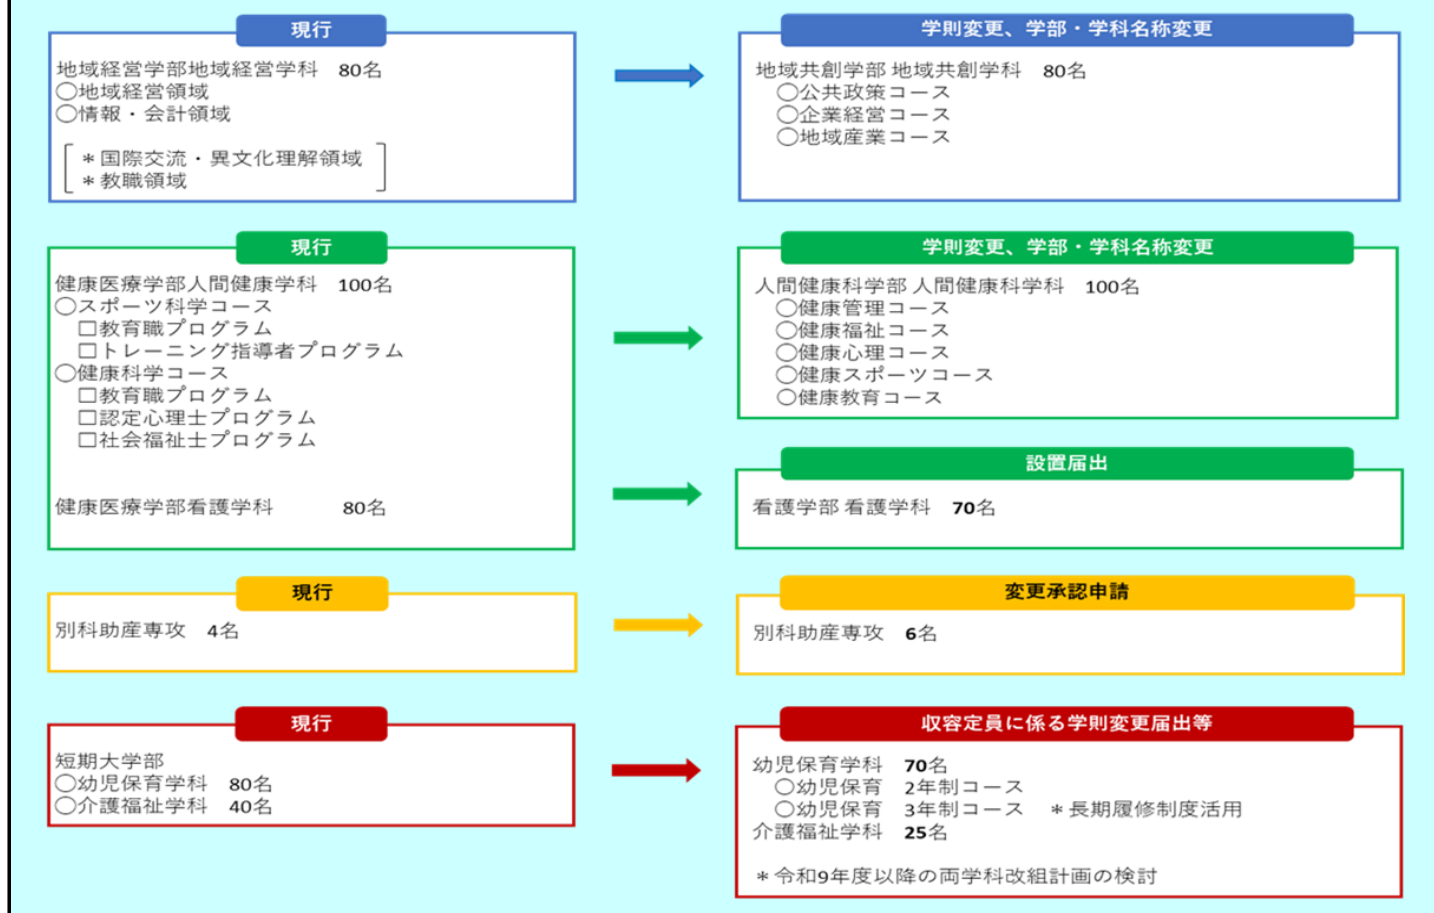 現行
地域経営学部地域経営学科 80名
○地域経営領域
○情報・会計領域
＊国際交流・異文化理解領域
＊教職領域
学則変更、学部・学科名称変更
地域共創学部 地域共創学科 80名
○公共政策コース
○企業経営コース
○地域産業コース
現行
健康医療学部人間健康学科 100名
○スポーツ科学コース
□教育職プログラム
□トレーニング指導者プログラム
○健康科学コース
□教育職プログラム
□認定心理士プログラム
□社会福祉士プログラム
健康医療学部看護学科 80名
学則変更、学部・学科名称変更
人間健康科学部 人間健康科学科 100名
○健康管理コース
○健康福祉コース
○健康心理コース
○健康スポーツコース
○健康教育コース
設置届出
看護学部 看護学科 70名
現行
別科助産専攻 4名
変更承認申請
別科助産専攻 6名
現行
短期大学部
○幼児保育学科 80名
○介護福祉学科 40名
収容定員に係る学則変更届出等
幼児保育学科 70名
○幼児保育 2年制コース
○幼児保育 3年制コース ＊長期履修制度活用
介護福祉学科 25名
＊令和9年度以降の両学科改組計画の検討